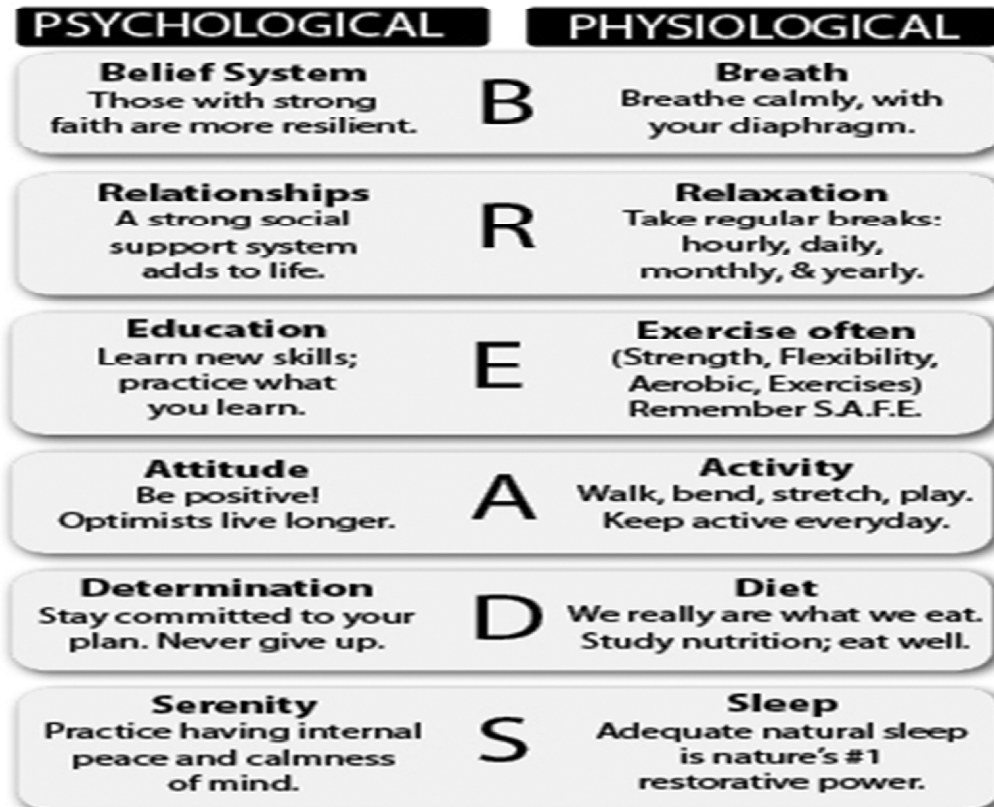 PSYCHOLOGICAL
PHYSIOLOGICAL
Belief System
Those with strong
faith are more resilient.
B
Breath
Breathe calmly, with
your diaphragm.
Relationships
A strong social
support system
adds to life.
R
Relaxation
Take regular breaks:
hourly, daily,
monthly, & yearly.
Education
Learn new skills;
practice what
you learn.
E
Exercise often
(Strength, Flexibility,
Aerobic, Exercises)
Remember S.A.F.E.
Attitude
Be positive!
Optimists live longer.
A
Activity
Walk, bend, stretch, play.
Keep active everyday.
Determination
Stay committed to your
plan. Never give up.
D
Diet
We really are what we eat.
Study nutrition; eat well.
Serenity
Practice having internal
peace and calmness
of mind.
S
Sleep
Adequate natural sleep
is nature's #1
restorative power.